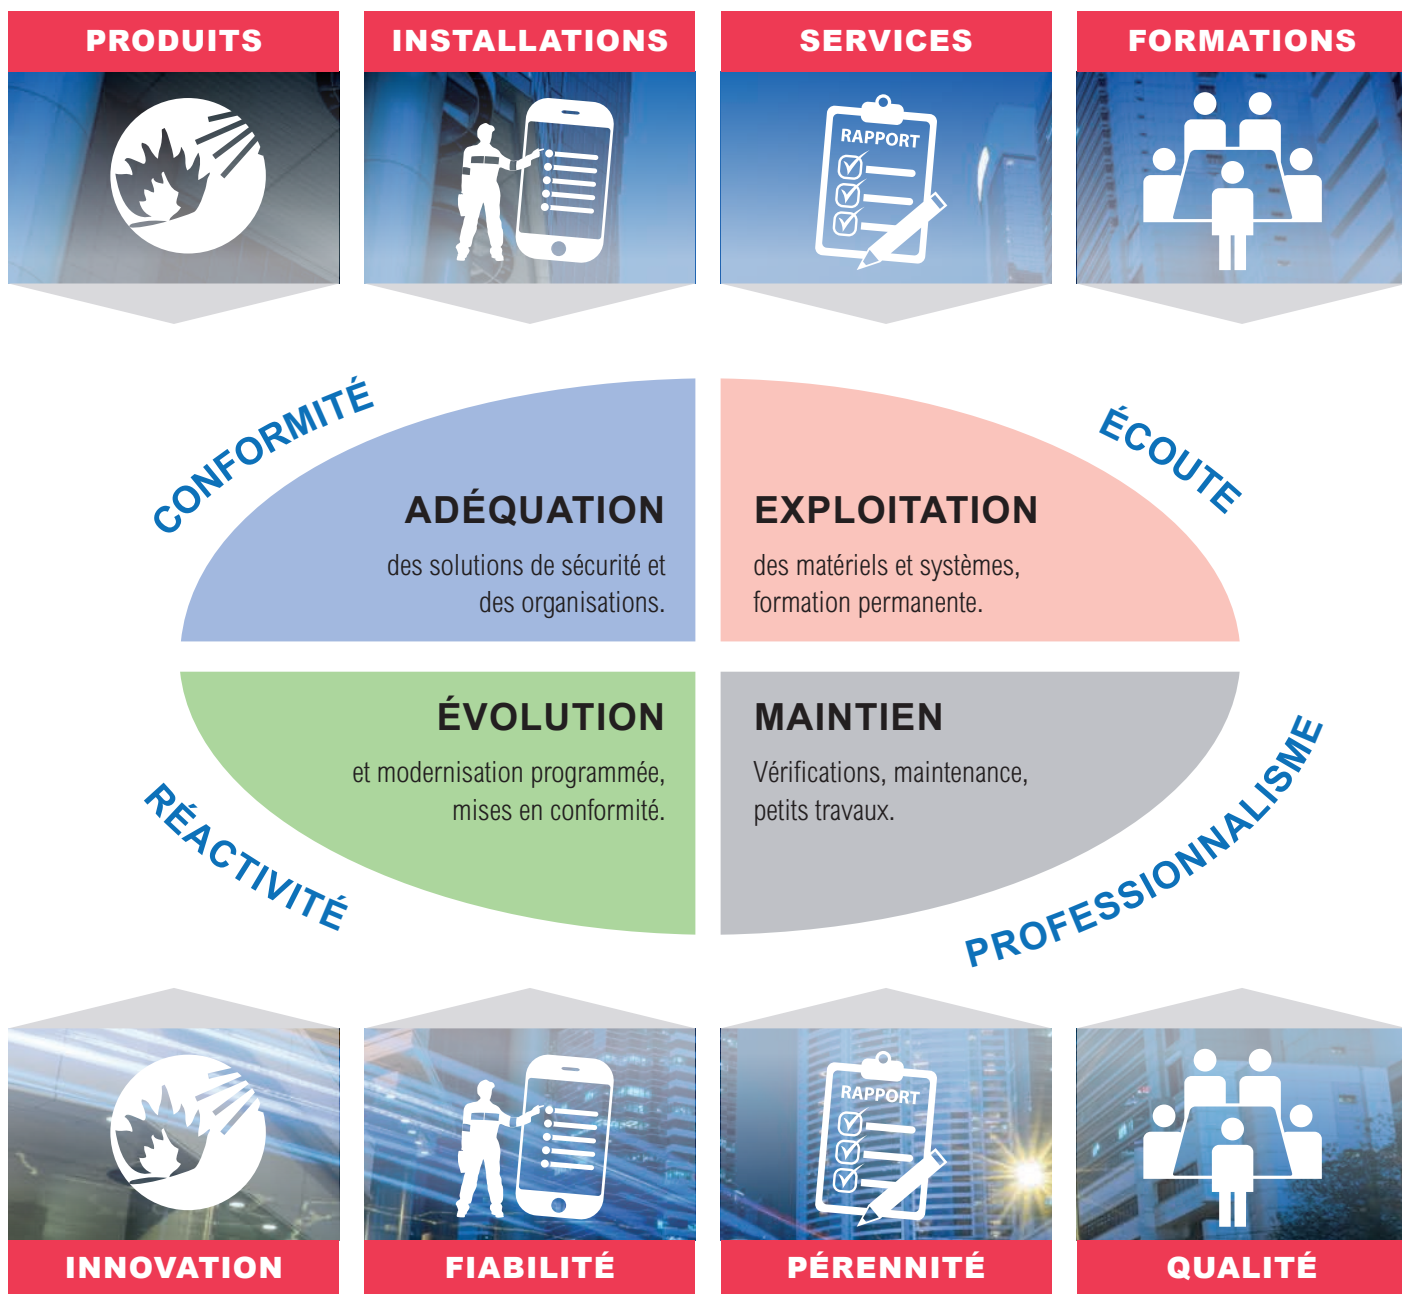 PRODUITS
INSTALLATIONS
SERVICES
FORMATIONS
RAPPORT
CONFORMITÉ
ÉCOUTE
ADÉQUATION
des solutions de sécurité et
des organisations.
EXPLOITATION
des matériels et systèmes,
formation permanente.
ÉVOLUTION
et modernisation programmée,
mises en conformité.
MAINTIEN
Vérifications, maintenance,
petits travaux.
RÉACTIVITÉ
PROFESSIONNALISME
RAPPORT
INNOVATION
FIABILITÉ
PÉRENNITÉ
QUALITÉ